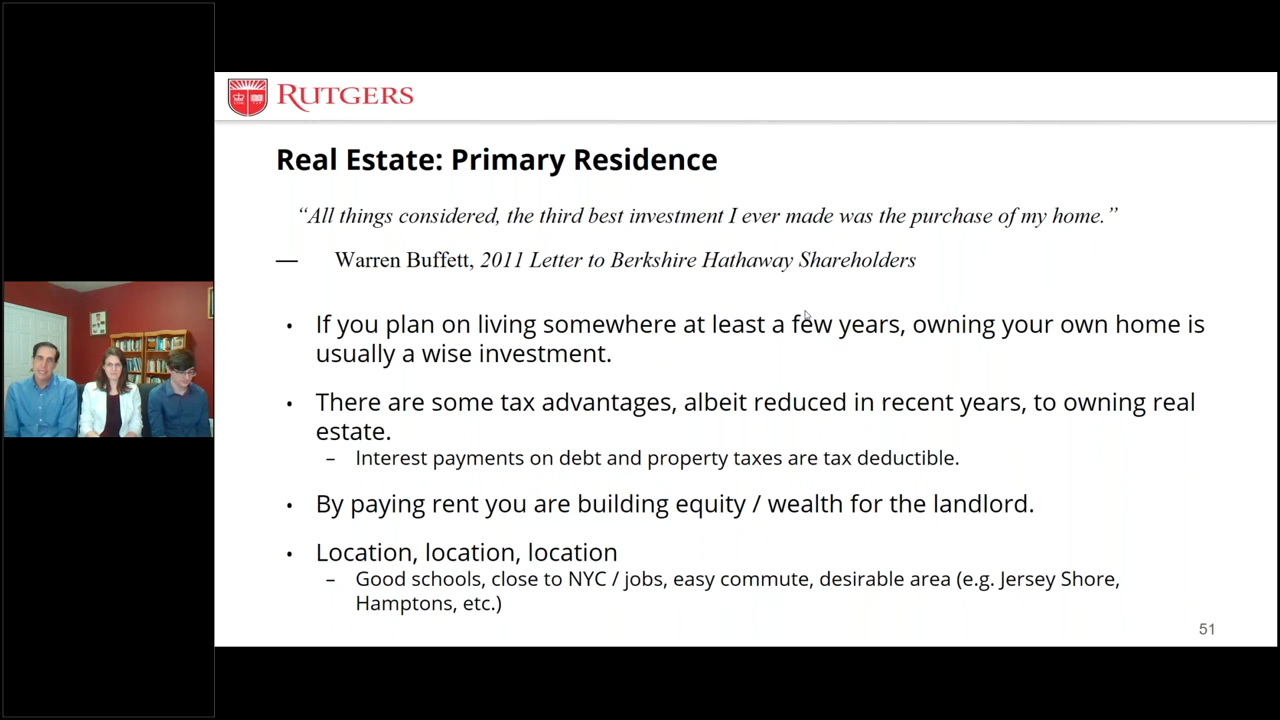 RUTGERS
Real Estate: Primary Residence
“All things considered, the third best investment I ever made was the purchase of my home.”
— Warren Buffett, 2011 Letter to Berkshire Hathaway Shareholders
• If you plan on living somewhere at least a few years, owning your own home is
usually a wise investment.
• There are some tax advantages, albeit reduced in recent years, to owning real
estate.
– Interest payments on debt and property taxes are tax deductible.
• By paying rent you are building equity / wealth for the landlord.
• Location, location, location
– Good schools, close to NYC / jobs, easy commute, desirable area (e.g. Jersey Shore,
Hamptons, etc.)
51